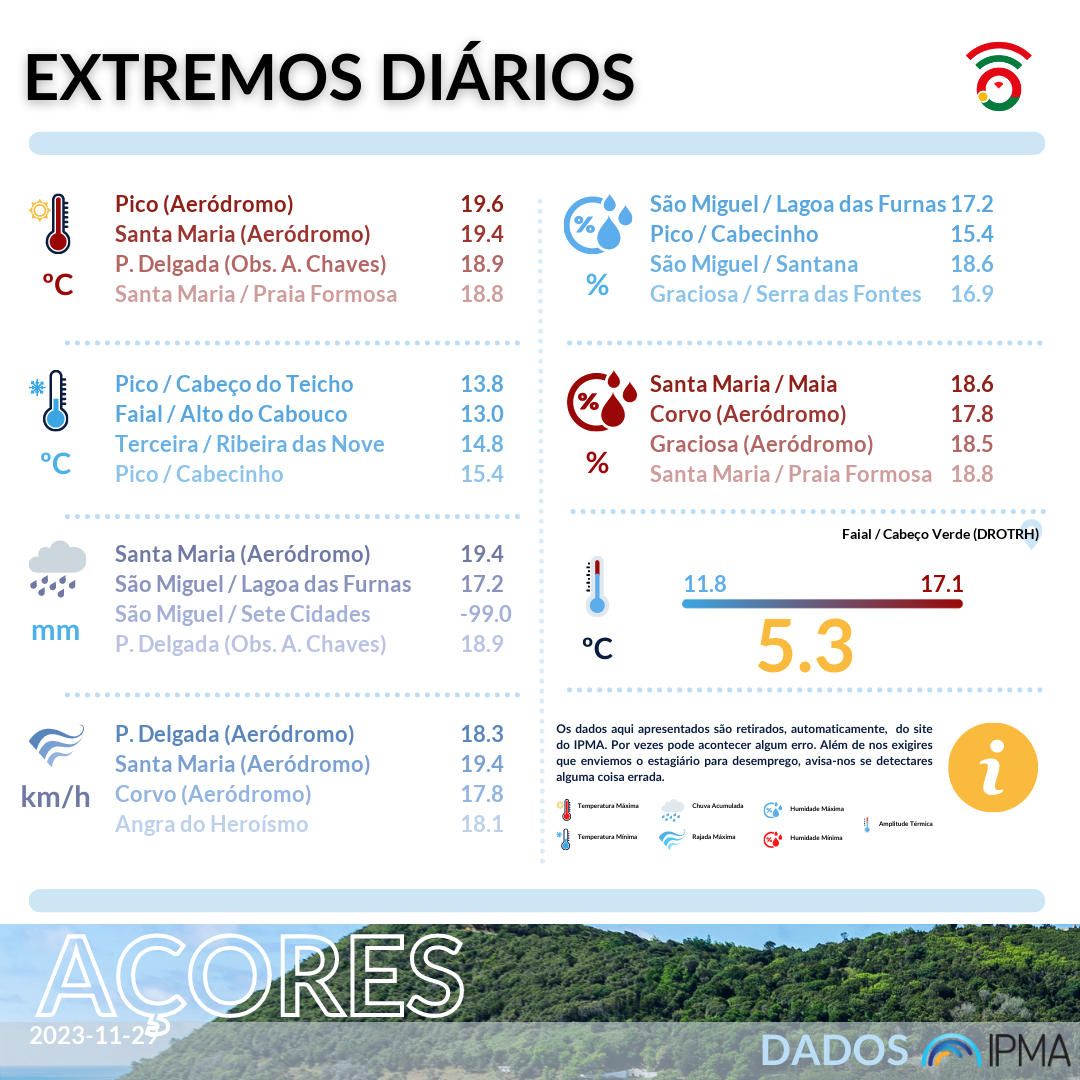 EXTREMOS DIÁRIOS
Pico (Aeródromo) 19.6
Santa Maria (Aeródromo) 19.4
P. Delgada (Obs. A. Chaves) 18.9
Santa Maria / Praia Formosa 18.8
ºC
São Miguel / Lagoa das Furnas 17.2
Pico / Cabecinho 15.4
São Miguel / Santana 18.6
Graciosa / Serra das Fontes 16.9
%
%
Pico / Cabeço do Teicho 13.8
Faial / Alto do Cabouco 13.0
Terceira / Ribeira das Nove 14.8
Pico / Cabecinho 15.4
ºC
%
Santa Maria / Maia 18.6
Corvo (Aeródromo) 17.8
Graciosa (Aeródromo) 18.5
Santa Maria / Praia Formosa 18.8
%
Santa Maria (Aeródromo) 19.4
São Miguel / Lagoa das Furnas 17.2
São Miguel / Sete Cidades -99.0
P. Delgada (Obs. A. Chaves) 18.9
mm
Faial / Cabeço Verde (DROTRH)
11.8 17.1
5.3
ºC
P. Delgada (Aeródromo) 18.3
Santa Maria (Aeródromo) 19.4
Corvo (Aeródromo) 17.8
Angra do Heroísmo 18.1
km/h
Os dados aqui apresentados são retirados, automaticamente, do site
do IPMA. Por vezes pode acontecer algum erro. Além de nos exigires
que enviemos o estagiário para desemprego, avisa-nos se detectares
alguma coisa errada.
i
Temperatura Máxima
Chuva Acumulada
Humidade Máxima
Amplitude Térmica
Temperatura Mínima
Rajada Máxima
Humidade Mínima
AÇORES
2023-11-29
DADOS IPMA